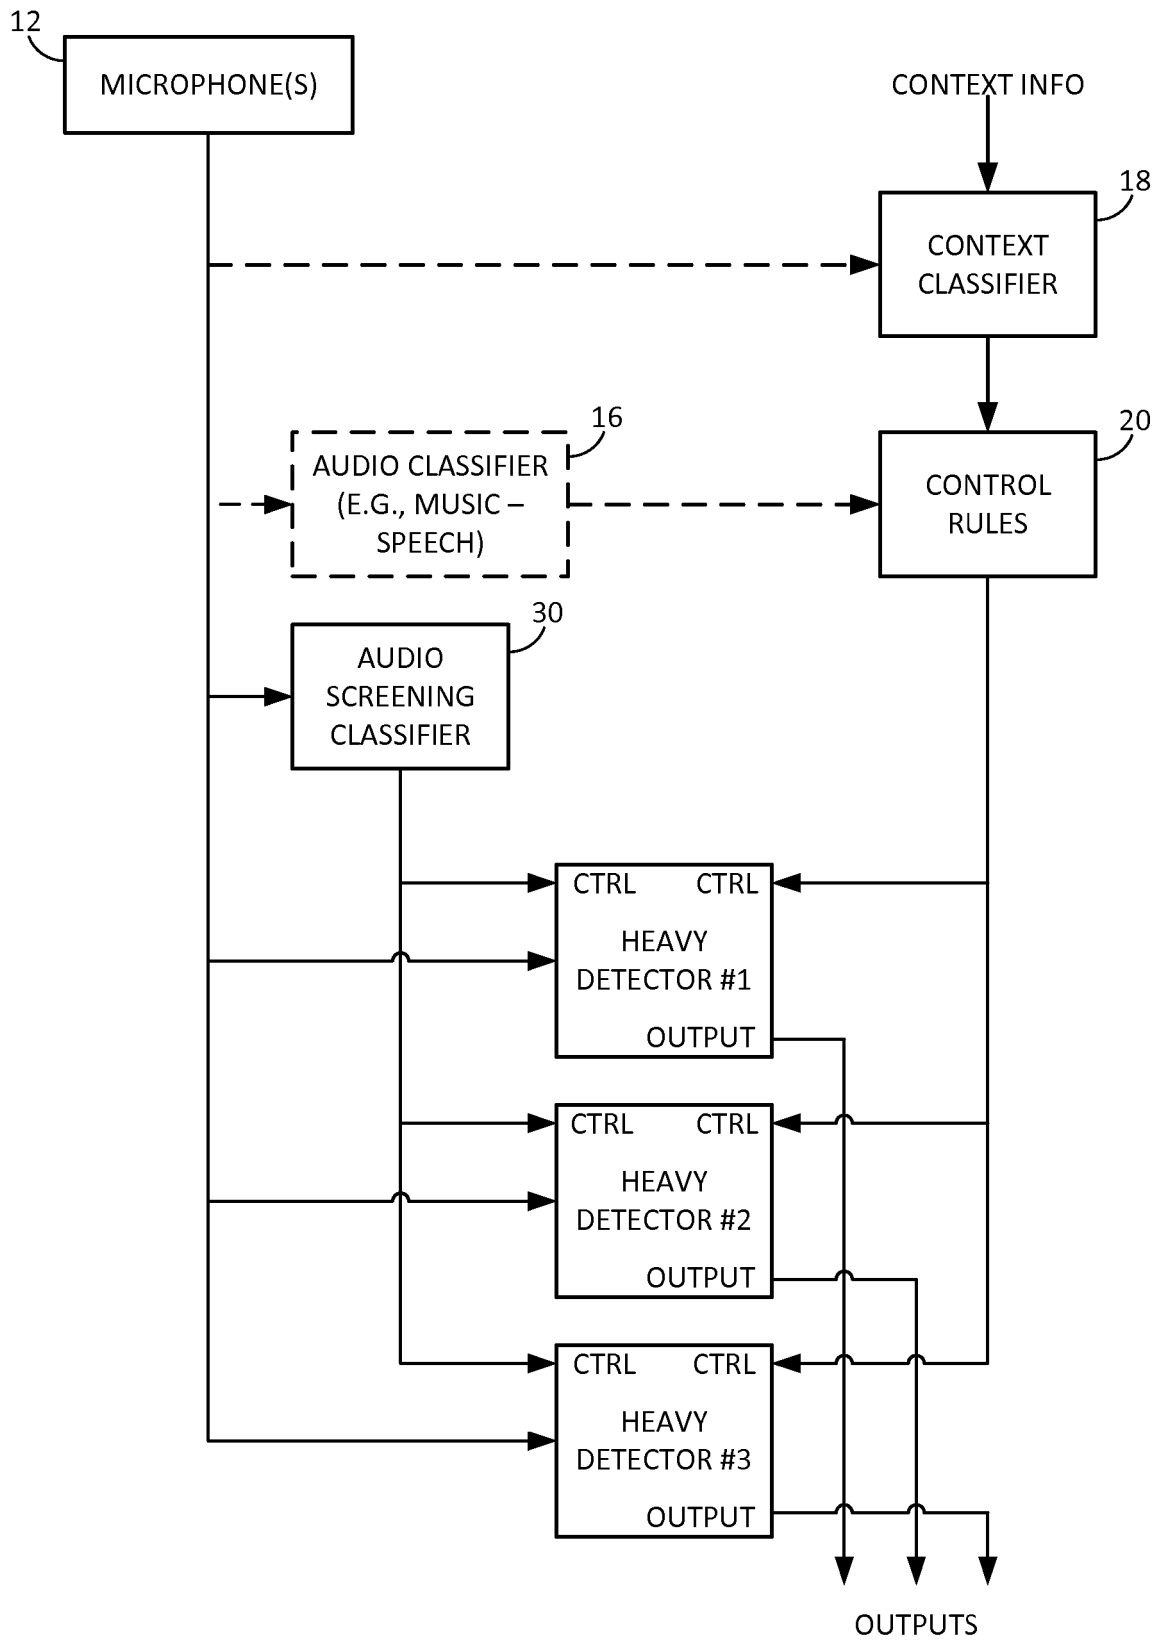 12
MICROPHONE(S)
CONTEXT INFO
18
CONTEXT
CLASSIFIER
16
AUDIO CLASSIFIER
(E.G., MUSIC –
SPEECH)
20
CONTROL
RULES
30
AUDIO
SCREENING
CLASSIFIER
CTRL CTRL
HEAVY
DETECTOR #1
OUTPUT
CTRL CTRL
HEAVY
DETECTOR #2
OUTPUT
CTRL CTRL
HEAVY
DETECTOR #3
OUTPUT
OUTPUTS